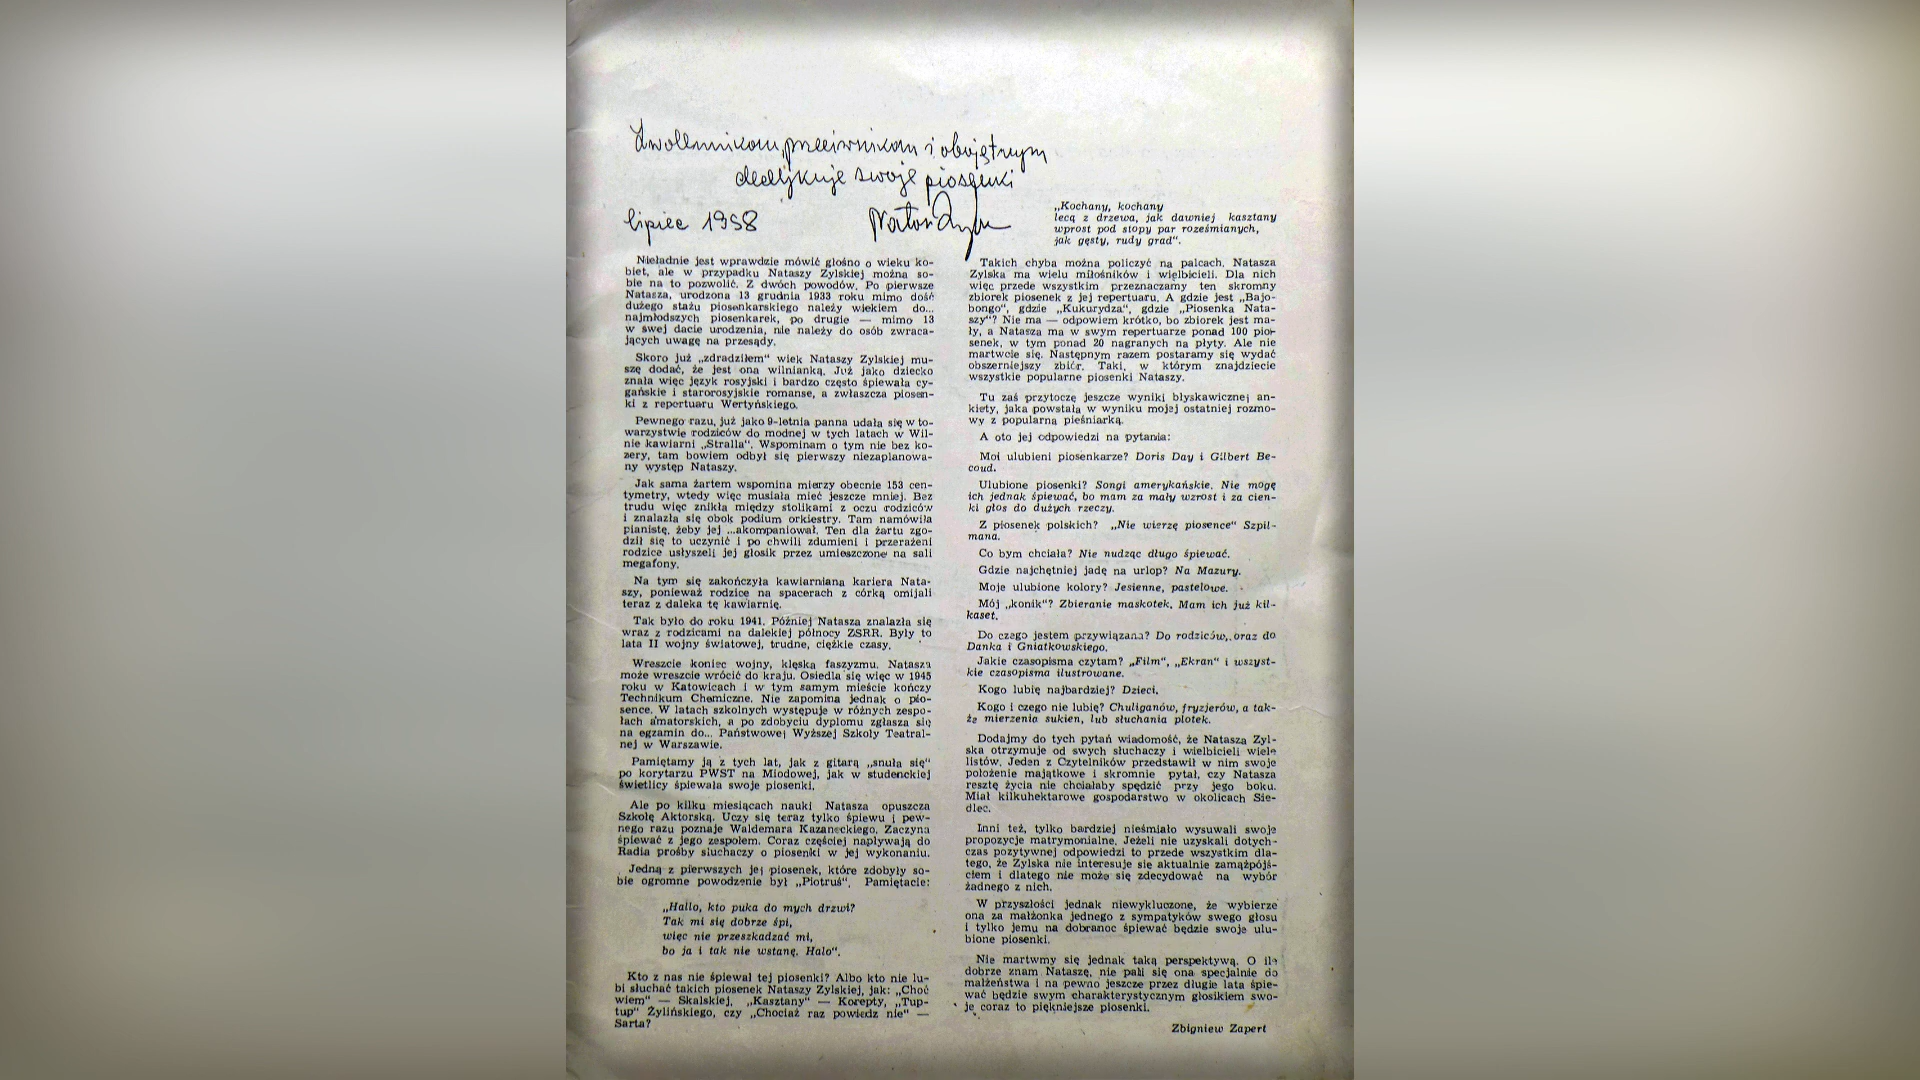 Zwolennikom, przeciwnikom i obojętnym
dedykuję swoje piosenki
lipiec 1958
Nieładnie jest wprawdzie mówić głośno o wieku ko-
biet, ale w przypadku Nataszy Zylskiej można so-
bie na to pozwolić. Z dwóch powodów. Po pierwsze
Natasza, urodzona 13 grudnia 1933 roku mimo dość
dużego stażu piosenkarskiego należy wiekiem do...
najmłodszych piosenkarek, po drugie — mimo 13
w swej dacie urodzenia, nie należy do osób zwraca-
jących uwagę na przesądy.
Skoro już „zdradziłem" wiek Nataszy Zylskiej mu-
szę dodać, że jest ona wilnianką. Już jako dziecko
znała więc język rosyjski i bardzo często śpiewała cy-
gańskie i starorosyjskie romanse, a zwłaszcza piosen-
ki z repertuaru Wertyńskiego.
Pewnego razu, już jako 9-letnia panna udała się w to-
warzystwie rodziców do modnej w tych latach w Wil-
nie kawiarni „Stralla". Wspominam o tym nie bez ko-
zery, tam bowiem odbył się pierwszy niezaplanowa-
ny występ Nataszy.
Jak sama żartem wspomina mierzy obecnie 153 cen-
tymetry, wtedy więc musiała mieć jeszcze mniej. Bez
trudu więc znikła między stolikami z oczu rodziców
i znalazła się obok podium orkiestry. Tam namówiła
pianistę, żeby jej ...akompaniował. Ten dla żartu zgo-
dził się to uczynić i po chwili zdumieni i przerażeni
rodzice usłyszeli jej głosik przez umieszczone na sali
megafony.
Na tym się zakończyła kawiarniana kariera Nata-
szy, ponieważ rodzice na spacerach z córką omijali
teraz z daleka tę kawiarnię.
Tak było do roku 1941. Później Natasza znalazła się
wraz z rodzicami na dalekiej północy ZSRR. Były to
lata II wojny światowej, trudne, ciężkie czasy.
Wreszcie koniec wojny, klęska faszyzmu. Natasza
może wreszcie wrócić do kraju. Osiedla się więc w 1945
roku w Katowicach i w tym samym mieście kończy
Technikum Chemiczne. Nie zapomina jednak o pio-
sence. W latach szkolnych występuje w różnych zespo-
łach amatorskich, a po zdobyciu dyplomu zgłasza się
na egzamin do... Państwowej Wyższej Szkoły Teatral-
nej w Warszawie.
Pamiętamy ją z tych lat, jak z gitarą „snuła się"
po korytarzu PWST na Miodowej, jak w studenckiej
świetlicy śpiewała swoje piosenki.
Ale po kilku miesiącach nauki Natasza opuszcza
Szkołę Aktorską. Uczy się teraz tylko śpiewu i pew-
nego razu poznaje Waldemara Kazaneckiego. Zaczyna
śpiewać z jego zespołem. Coraz częściej napływają do
Radia prośby słuchaczy o piosenki w jej wykonaniu.
Jedną z pierwszych jej piosenek, które zdobyły so-
bie ogromne powodzenie był „Piotruś". Pamiętacie:
„Hallo, kto puka do mych drzwi?
Tak mi się dobrze śpi,
więc nie przeszkadzać mi,
bo ja i tak nie wstanę. Halo".
Kto z nas nie śpiewał tej piosenki? Albo kto nie lu-
bi słuchać takich piosenek Nataszy Zylskiej, jak: „Choć
wiem" — Skalskiej, „Kasztany" — Korepty, „Tup-
tup" Żylińskiego, czy „Chociaż raz powiedz nie" —
Sarta?
„Kochany, kochany
lecą z drzewa, jak dawniej kasztany
wprost pod stopy par roześmianych,
jak gęsty, rudy grad".
Takich chyba można policzyć na palcach. Natasza
Zylska ma wielu miłośników i wielbicieli. Dla nich
więc przede wszystkim przeznaczamy ten skromny
zbiorek piosenek z jej repertuaru. A gdzie jest „Bajo-
bongo", gdzie „Kukurydza", gdzie „Piosenka Nata-
szy"? Nie ma — odpowiem krótko, bo zbiorek jest ma-
ły, a Natasza ma w swym repertuarze ponad 100 pio-
senek, w tym ponad 20 nagranych na płyty. Ale nie
martwcie się. Następnym razem postaramy się wydać
obszerniejszy zbiór. Taki, w którym znajdziecie
wszystkie popularne piosenki Nataszy.
Tu zaś przytoczę jeszcze wyniki błyskawicznej an-
kiety, jaka powstała w wyniku mojej ostatniej rozmo-
wy z popularną pieśniarką.
A oto jej odpowiedzi na pytania:
Moi ulubieni piosenkarze? Doris Day i Gilbert Be-
coud.
Ulubione piosenki? Songi amerykańskie. Nie mogę
ich jednak śpiewać, bo mam za mały wzrost i za cien-
ki głos do dużych rzeczy.
Z piosenek polskich? „Nie wierzę piosence" Szpil-
mana.
Co bym chciała? Nie nudząc długo śpiewać.
Gdzie najchętniej jadę na urlop? Na Mazury.
Moje ulubione kolory? Jesienne, pastelowe.
Mój „konik"? Zbieranie maskotek. Mam ich już kil-
kaset.
Do czego jestem przywiązana? Do rodziców, oraz do
Danka i Gniatkowskiego.
Jakie czasopisma czytam? „Film", „Ekran" i wszyst-
kie czasopisma ilustrowane.
Kogo lubię najbardziej? Dzieci.
Kogo i czego nie lubię? Chuliganów, fryzjerów, a tak-
że mierzenia sukien, lub słuchania plotek.
Dodajmy do tych pytań wiadomość, że Natasza Zyl-
ska otrzymuje od swych słuchaczy i wielbicieli wiele
listów. Jeden z Czytelników przedstawił w nim swoje
położenie majątkowe i skromnie pytał, czy Natasza
resztę życia nie chciałaby spędzić przy jego boku.
Miał kilkuhektarowe gospodarstwo w okolicach Sie-
dlec.
Inni też, tylko bardziej nieśmiało wysuwali swoje
propozycje matrymonialne. Jeżeli nie uzyskali dotych-
czas pozytywnej odpowiedzi to przede wszystkim dla-
tego, że Zylska nie interesuje się aktualnie zamążpójś-
ciem i dlatego nie może się zdecydować na wybór
żadnego z nich.
W przyszłości jednak niewykluczone, że wybierze
ona za małżonka jednego z sympatyków swego głosu
i tylko jemu na dobranoc śpiewać będzie swoje ulu-
bione piosenki.
Nie martwmy się jednak taką perspektywą. O ile
dobrze znam Nataszę, nie pali się ona specjalnie do
małżeństwa i na pewno jeszcze przez długie lata śpie-
wać będzie swym charakterystycznym głosikiem swo-
je coraz to piękniejsze piosenki.
Zbigniew Zapert